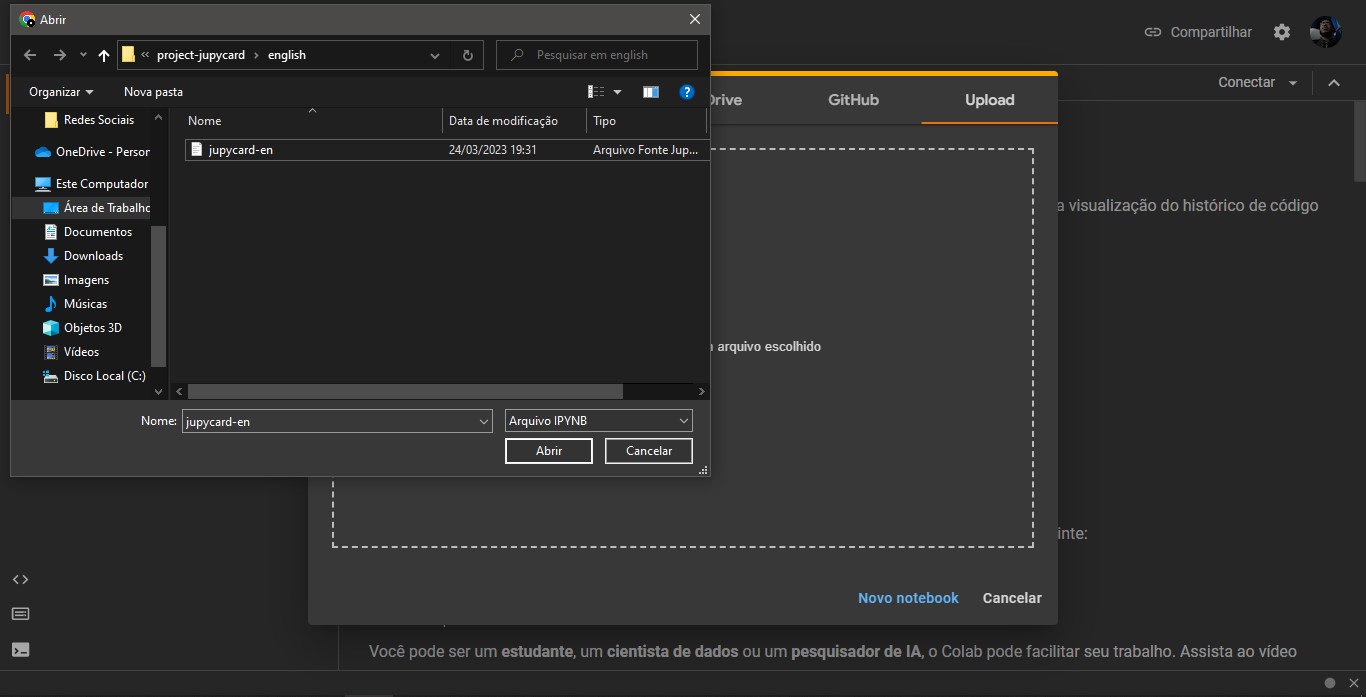 Abrir
Compartilhar
project-jupycard > english
Pesquisar em english
Organizar
Nova pasta
Conectar
Drive
GitHub
Upload
Redes Sociais
OneDrive - Person
Este Computador
Área de Trabalho
Documentos
Downloads
Imagens
Músicas
Objetos 3D
Vídeos
Disco Local (C:)
Nome
Data de modificação
Tipo
jupycard-en
24/03/2023 19:31
Arquivo Fonte Jup...
a visualização do histórico de código
arquivo escolhido
Nome:
jupycard-en
Arquivo IPYNB
Abrir
Cancelar
inte:
Novo notebook
Cancelar
Você pode ser um estudante, um cientista de dados ou um pesquisador de IA, o Colab pode facilitar seu trabalho. Assista ao vídeo